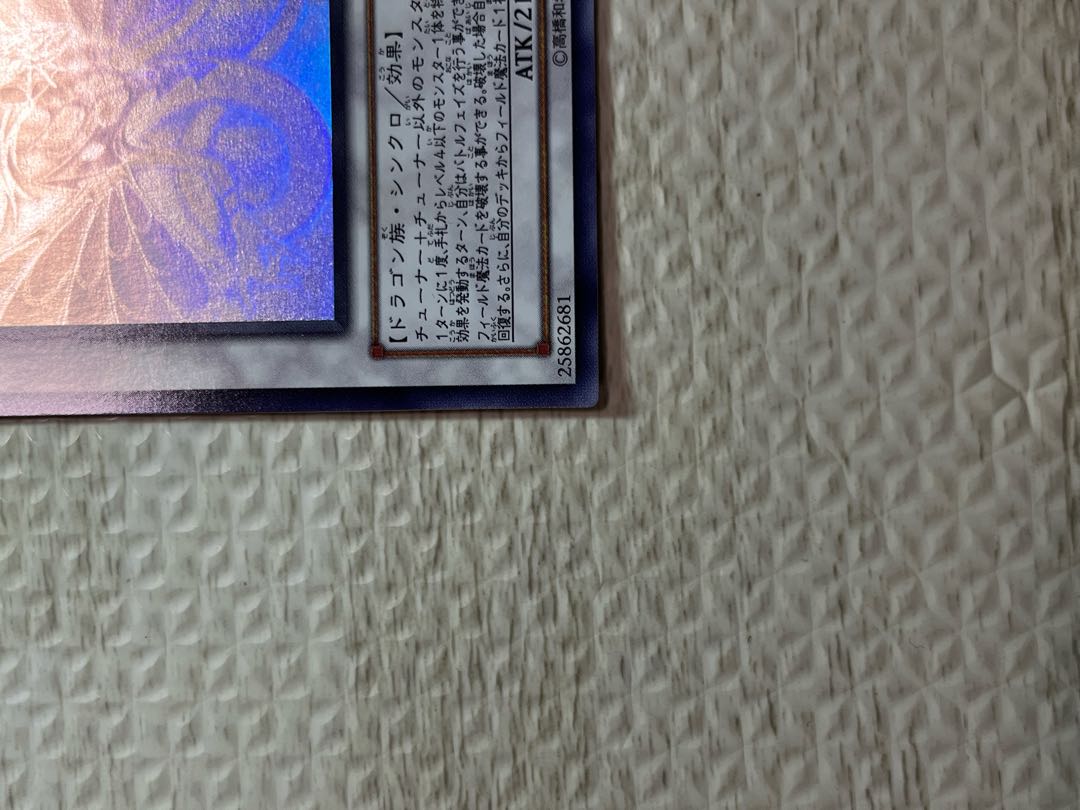 【ドラゴン族・シンクロ／効果】
チューナー＋チューナー以外のモンスタ
1ターンに1度、手札からレベル4以下のモンスター1体を特
効果を発動するターン、自分はバトルフェイズを行う事ができ
フィールド魔法カードを破壊する事ができる。破壊した場合自
回復する。さらに、自分のデッキからフィールド魔法カード1
ATK/21
25862681
©高橋和